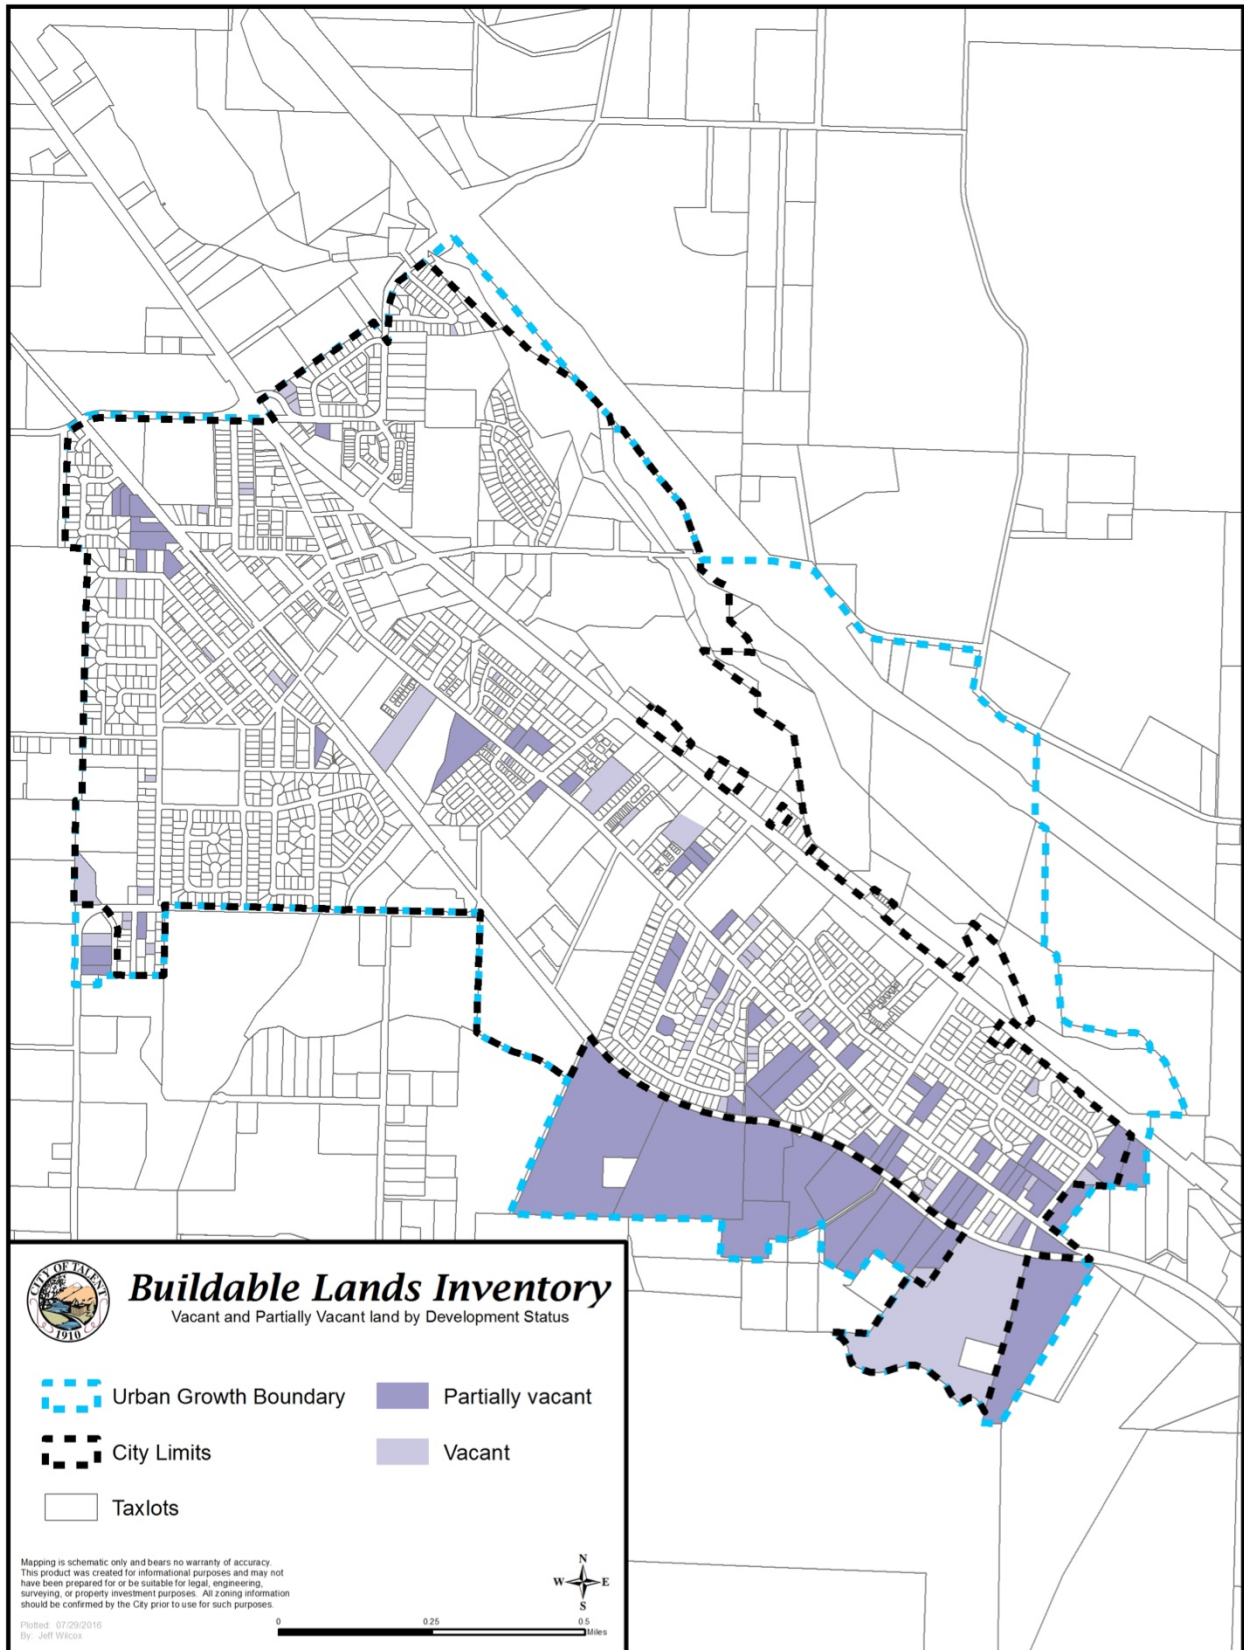 CITY OF TALENT
1910
Buildable Lands Inventory
Vacant and Partially Vacant land by Development Status
Urban Growth Boundary
Partially vacant
City Limits
Vacant
Taxlots
Mapping is schematic only and bears no warranty of accuracy.
This product was created for informational purposes and may not
have been prepared for or be suitable for legal, engineering,
surveying, or property investment purposes. All zoning information
should be confirmed by the City prior to use for such purposes.
Plotted: 07/29/2016
By: Jeff Wilcox
N
W E
S
0 0.25 0.5
Miles